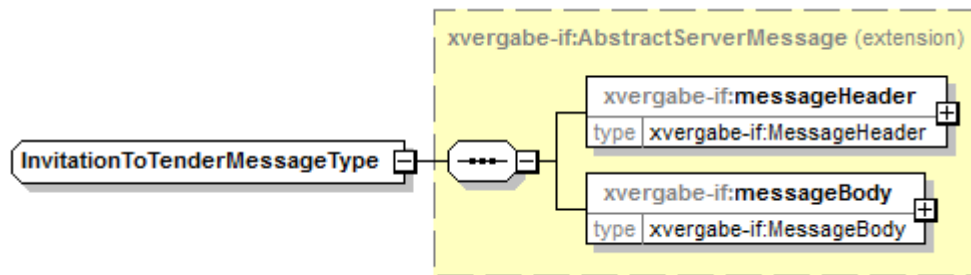 xvergabe-if:AbstractServerMessage (extension)
xvergabe-if:messageHeader
type xvergabe-if:MessageHeader
InvitationToTenderMessageType
xvergabe-if:messageBody
type xvergabe-if:MessageBody